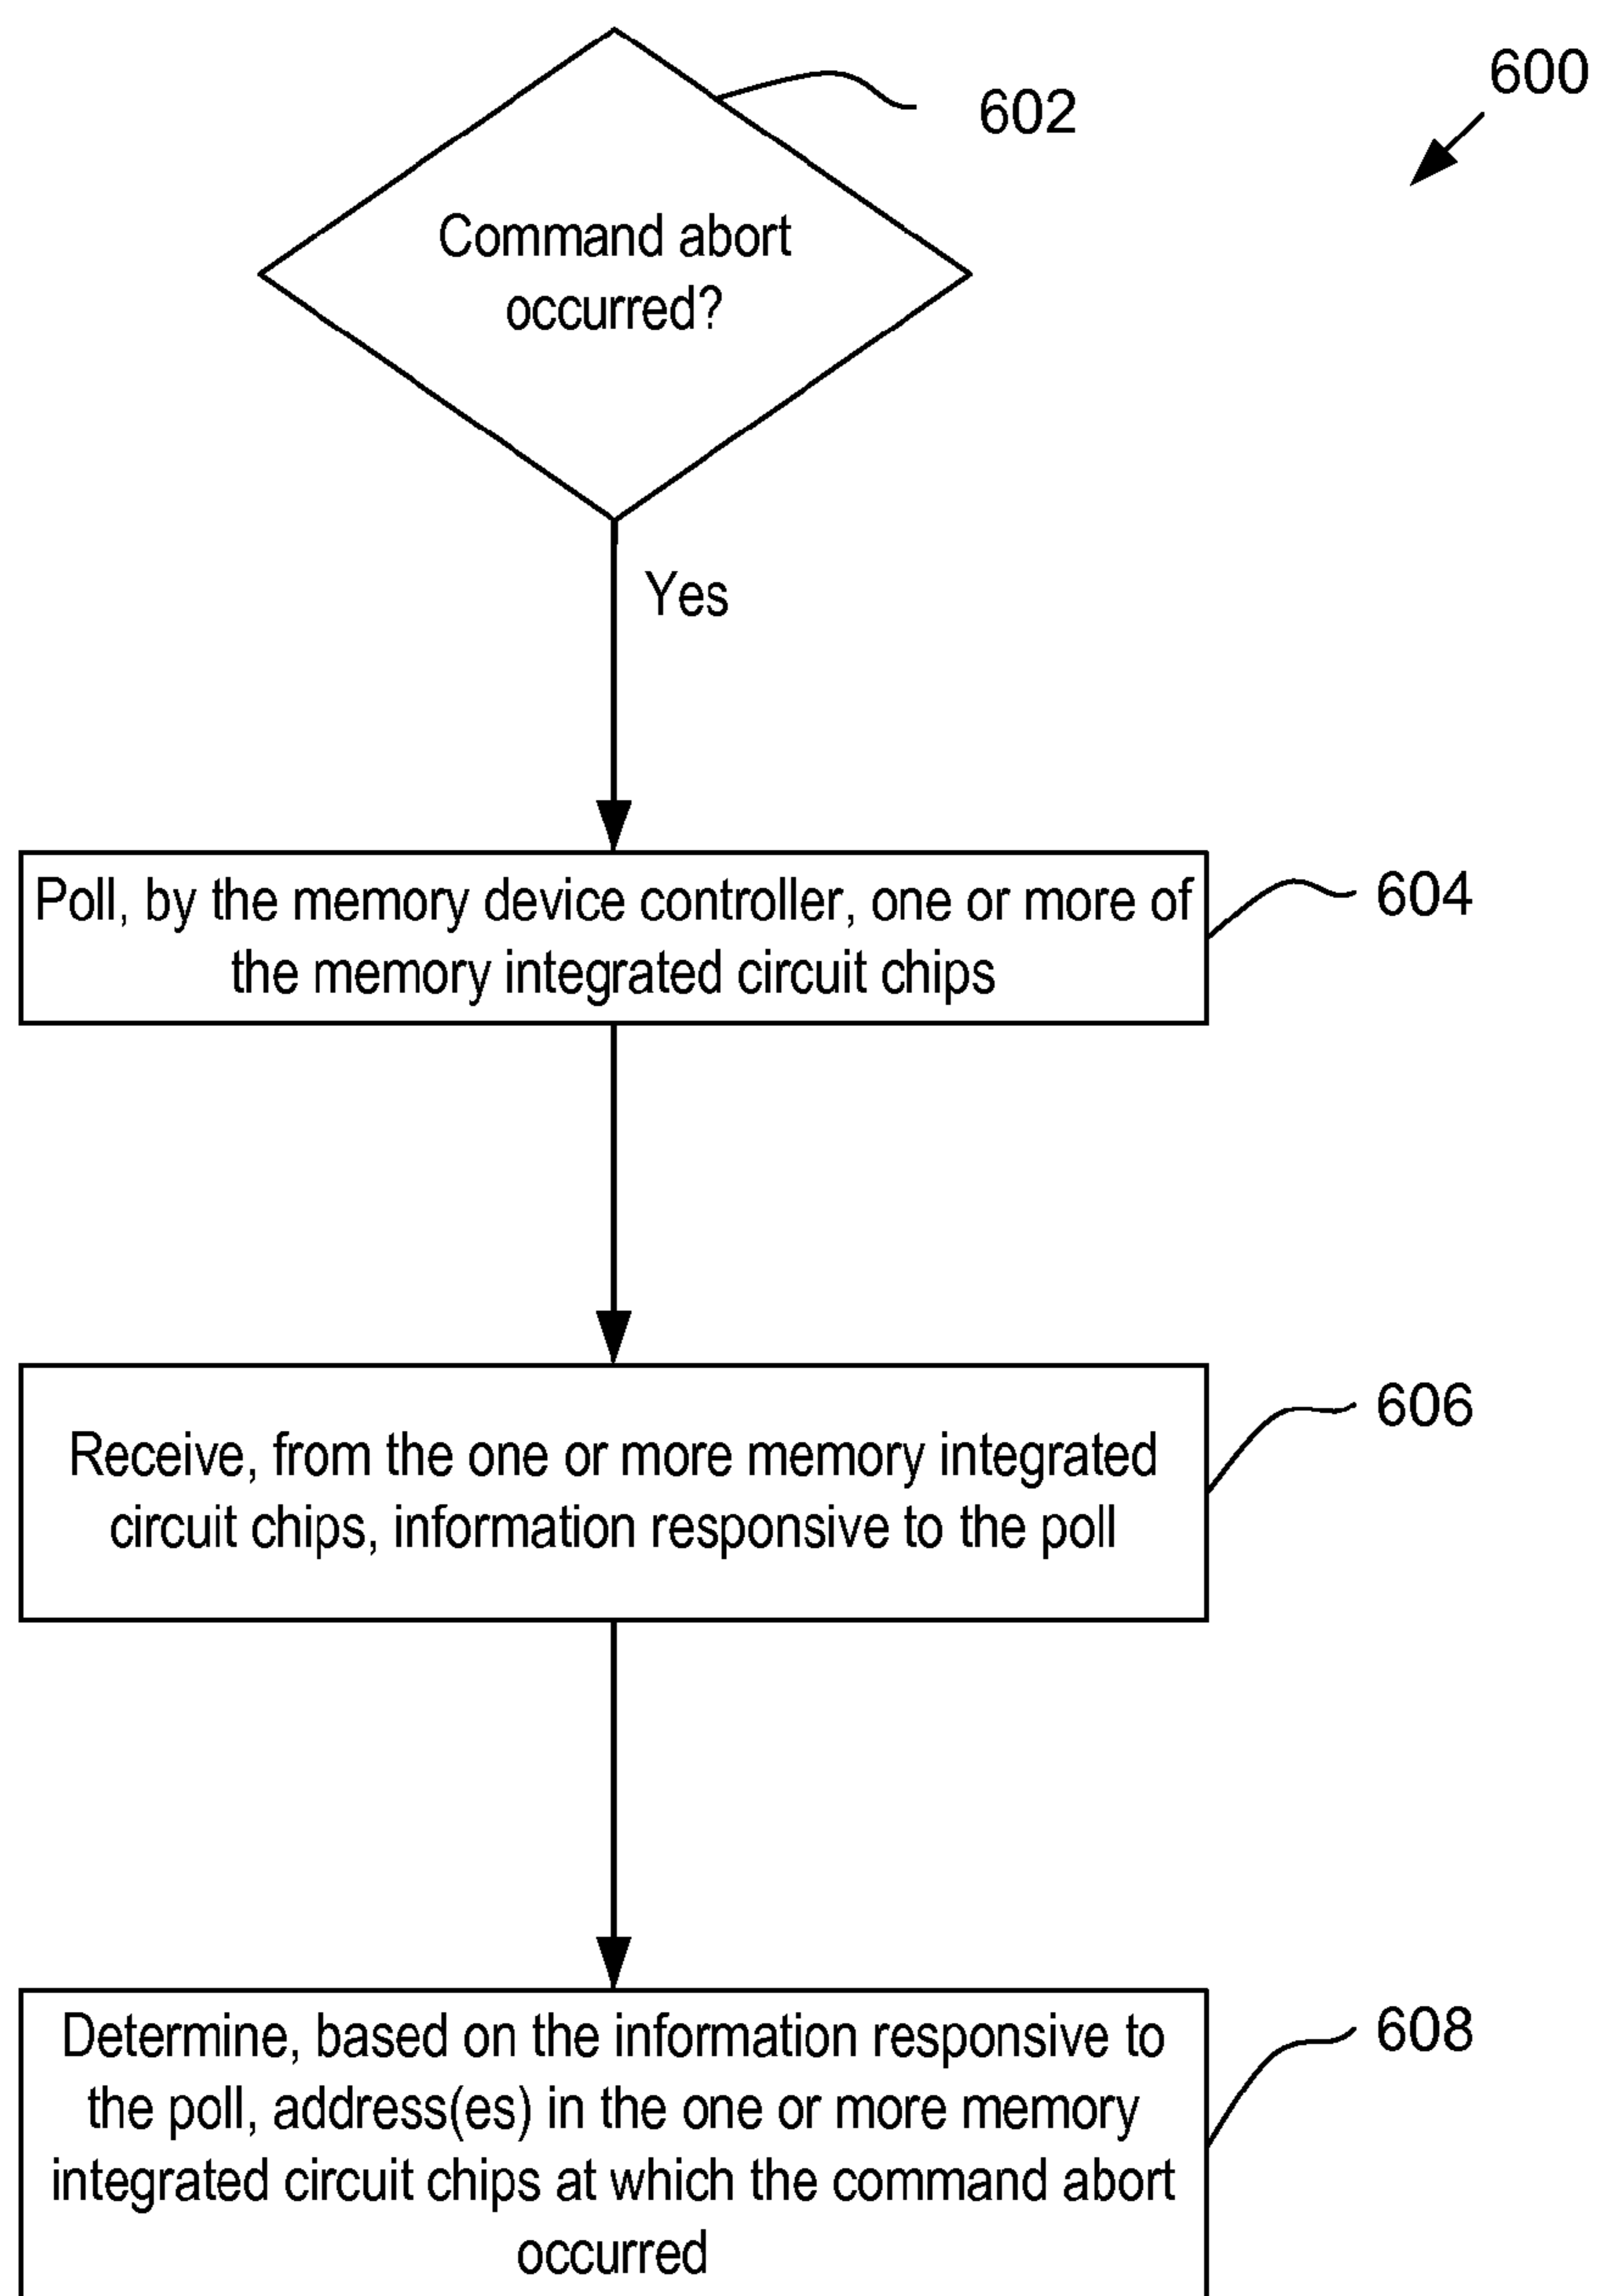 600
602
Command abort
occurred?
Yes
Poll, by the memory device controller, one or more of
the memory integrated circuit chips
604
Receive, from the one or more memory integrated
circuit chips, information responsive to the poll
606
Determine, based on the information responsive to
the poll, address(es) in the one or more memory
integrated circuit chips at which the command abort
occurred
608